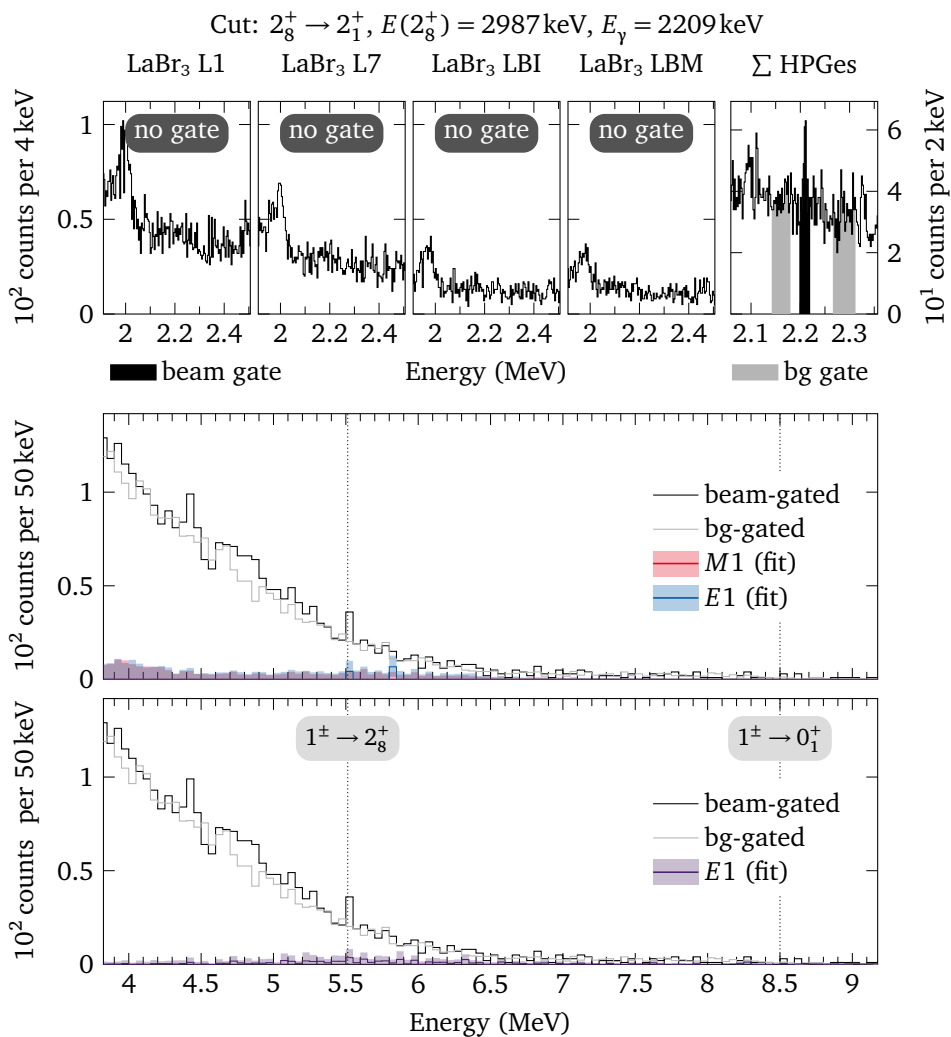 Cut: 2₈⁺ → 2₁⁺, E(2₈⁺) = 2987 keV, Eᵧ = 2209 keV
LaBr₃ L1 LaBr₃ L7 LaBr₃ LBI LaBr₃ LBM ∑ HPGes
no gate no gate no gate no gate
10² counts per 4 keV
1
0.5
0
10¹ counts per 2 keV
6
4
2
0
2 2.2 2.4 2 2.2 2.4 2 2.2 2.4 2 2.2 2.4 2.1 2.2 2.3
beam gate Energy (MeV) bg gate
10² counts per 50 keV
1
0.5
0
beam-gated
bg-gated
M1 (fit)
E1 (fit)
10² counts per 50 keV
1
0.5
0
1± → 2₈⁺ 1± → 0₁⁺
beam-gated
bg-gated
E1 (fit)
4 4.5 5 5.5 6 6.5 7 7.5 8 8.5 9
Energy (MeV)